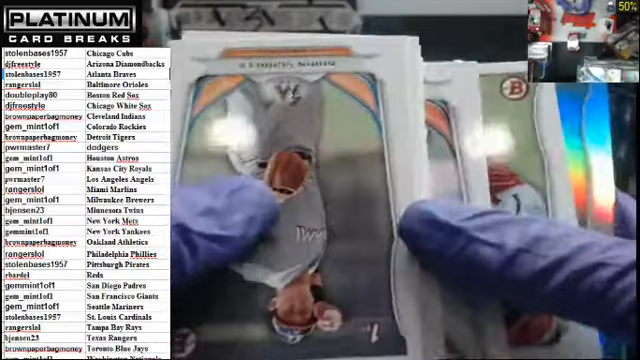 PLATINUM
CARD BREAKS
50%
stolenbases1957 Chicago Cubs
djfreestyle Arizona Diamondbacks
stolenbases1957 Atlanta Braves
rangerslol Baltimore Orioles
doubleplay80 Boston Red Sox
djfreestyle Chicago White Sox
brownpaperbagmoney Cleveland Indians
gem_mint1of1 Colorado Rockies
brownpaperbagmoney Detroit Tigers
pwrmaster7 dodgers
gem_mint1of1 Houston Astros
gem_mint1of1 Kansas City Royals
pwrmaster7 Los Angeles Angels
rangerslol Miami Marlins
gem_mint1of1 Milwaukee Brewers
bjensen23 Minnesota Twins
gem_mint1of1 New York Mets
gemmint1of1 New York Yankees
brownpaperbagmoney Oakland Athletics
rangerslol Philadelphia Phillies
stolenbases1957 Pittsburgh Pirates
rbardel Reds
gemmint1of1 San Diego Padres
gem_mint1of1 San Francisco Giants
gem_mint1of1 Seattle Mariners
stolenbases1957 St. Louis Cardinals
rangerslol Tampa Bay Rays
bjensen23 Texas Rangers
brownpaperbagmoney Toronto Blue Jays
gem_mint1of1 Washington Nationals
B